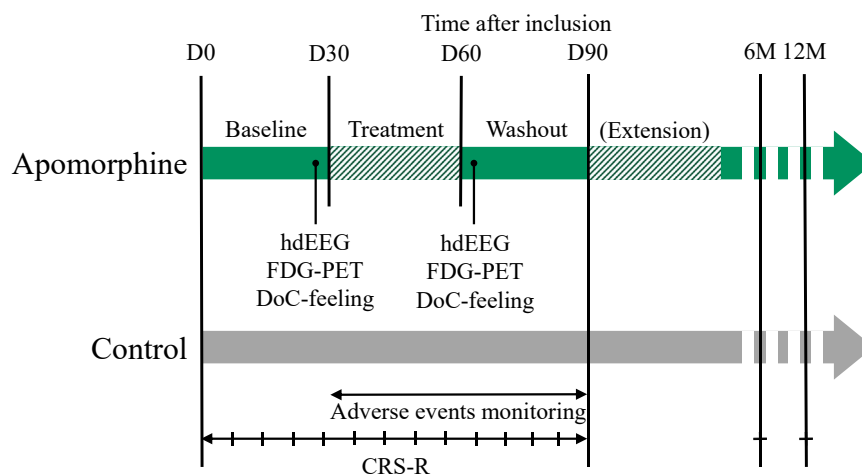 Time after inclusion
D0 D30 D60 D90 6M 12M
Baseline Treatment Washout (Extension)
Apomorphine
hdEEG hdEEG
FDG-PET FDG-PET
DoC-feeling DoC-feeling
Control
Adverse events monitoring
CRS-R